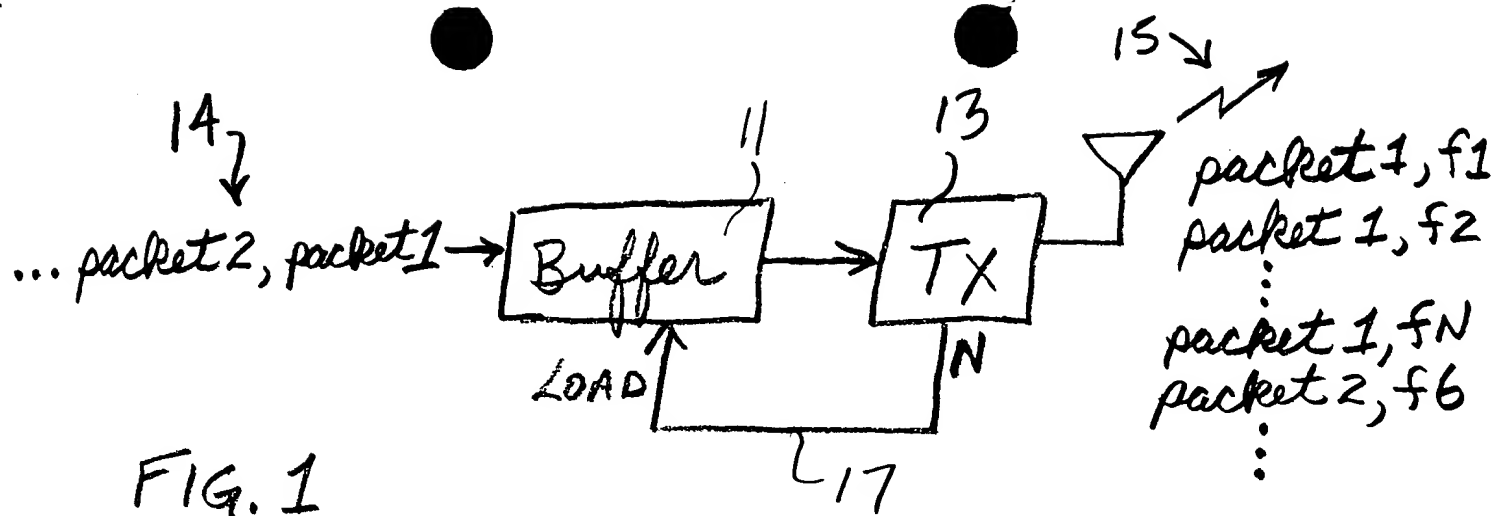 14
11
13
15
... packet 2, packet 1
Buffer
TX
packet 1, f1
packet 1, f2
packet 1, fN
packet 2, f6
LOAD
N
17
FIG. 1